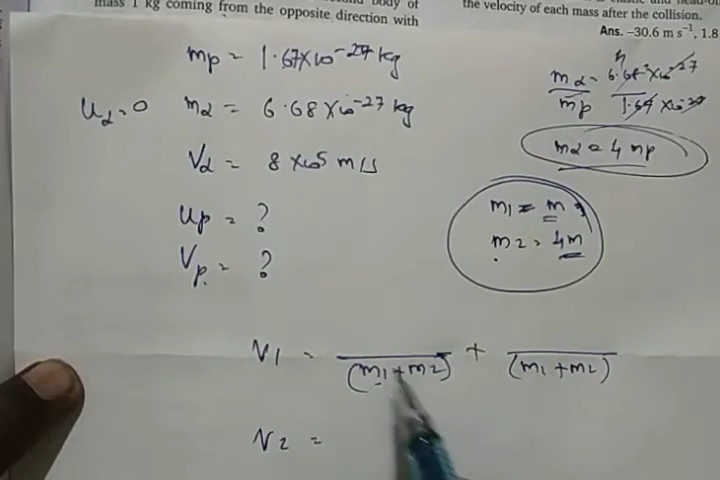 mass 1 kg coming from the opposite direction with
the velocity of each mass after the collision.
Ans. –30.6 m s⁻¹, 1.8
mp = 1.67×10⁻²⁷ kg
uα = 0 mα = 6.68×10⁻²⁷ kg
Vα = 8×10⁵ m/s
up = ?
Vp = ?
mα = 6.68×10⁻²⁷
mp 1.67×10⁻²⁷
mα = 4 mp
m1 = m
m2 = 4m
V1 = (m1+m2) + (m1+m2)
V2 =